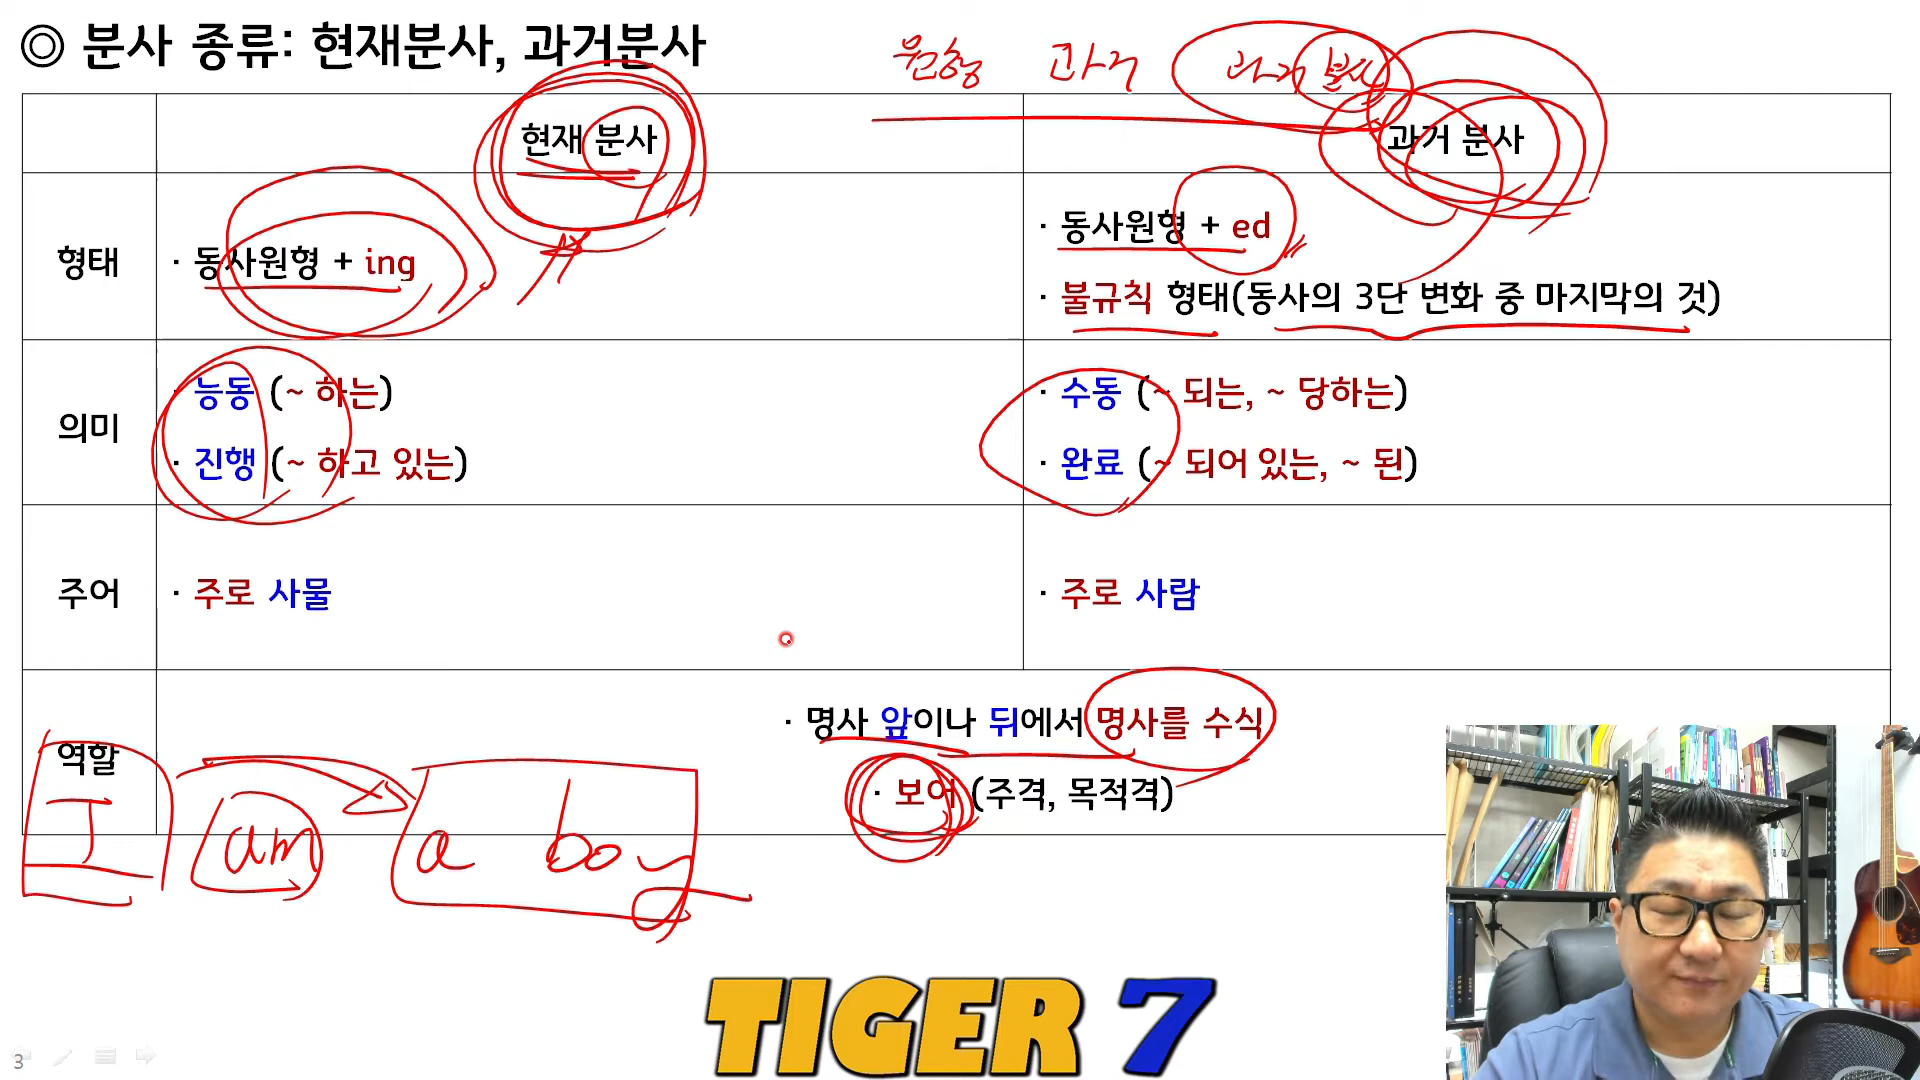 ◎ 분사 종류: 현재분사, 과거분사
원형 과거 과거 분사
현재 분사
과거 분사
형태
· 동사원형 + ing
· 동사원형 + ed
· 불규칙 형태(동사의 3단 변화 중 마지막의 것)
의미
· 능동 (~ 하는)
· 진행 (~ 하고 있는)
· 수동 (~ 되는, ~ 당하는)
· 완료 (~ 되어 있는, ~ 된)
주어
· 주로 사물
· 주로 사람
역할
· 명사 앞이나 뒤에서 명사를 수식
· 보어 (주격, 목적격)
I am a boy
TIGER 7
3